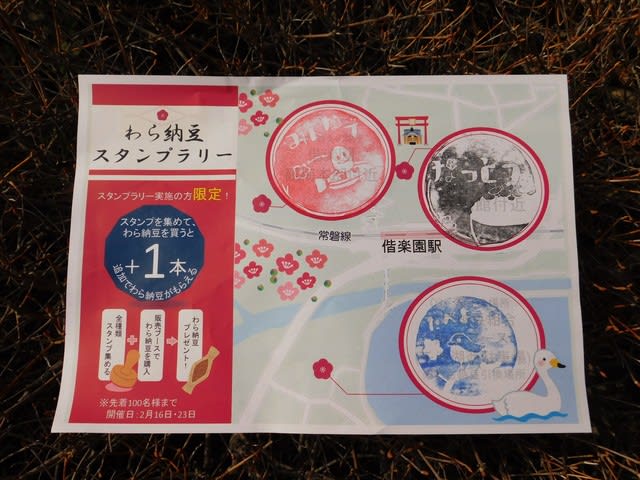 わら納豆
スタンプラリー
スタンプラリー実施の方限定！
スタンプを集めて、
わら納豆を買うと
+1本
追加でわら納豆がもらえる
全種類
スタンプ集める
+
販売ブースで
わら納豆を購入
わら納豆
プレゼント！
※先着100名様まで
開催日：2月16日・23日
常磐線
偕楽園駅
館付近